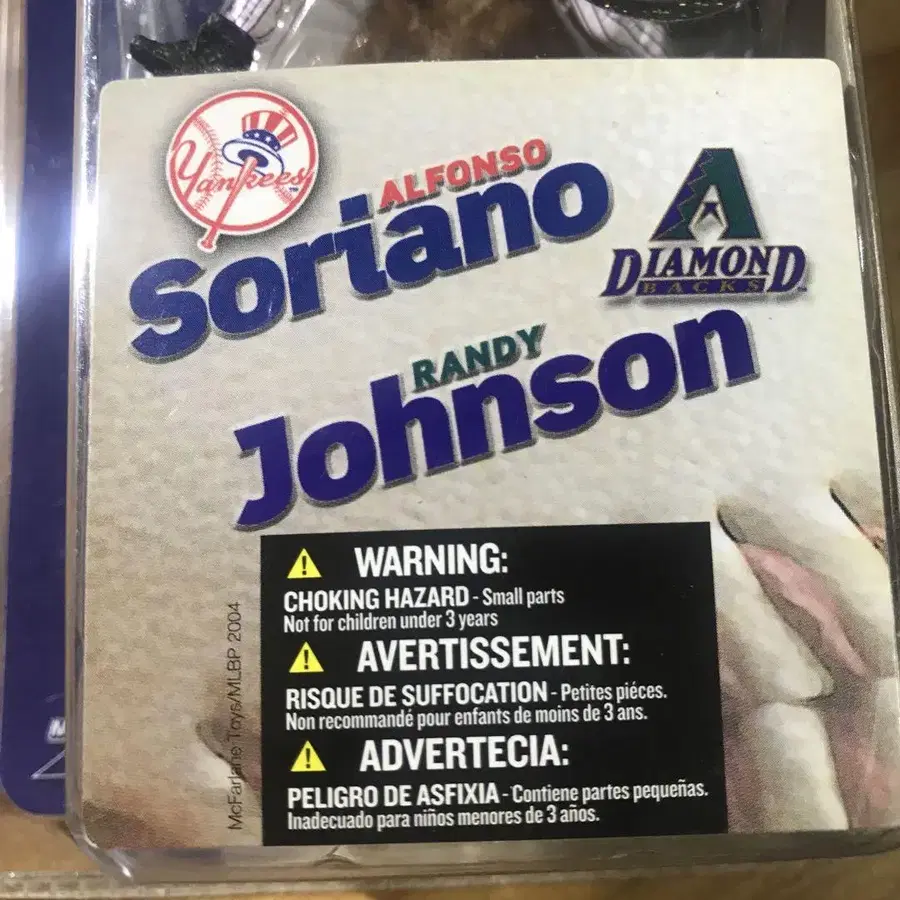 Yankees
ALFONSO
Soriano
DIAMOND
BACKS
RANDY
Johnson
WARNING:
CHOKING HAZARD - Small parts
Not for children under 3 years
AVERTISSEMENT:
RISQUE DE SUFFOCATION - Petites piéces.
Non recommandé pour enfants de moins de 3 ans.
ADVERTECIA:
PELIGRO DE ASFIXIA - Contiene partes pequeñas.
Inadecuado para niños menores de 3 años.
McFarlane Toys/MLBP 2004